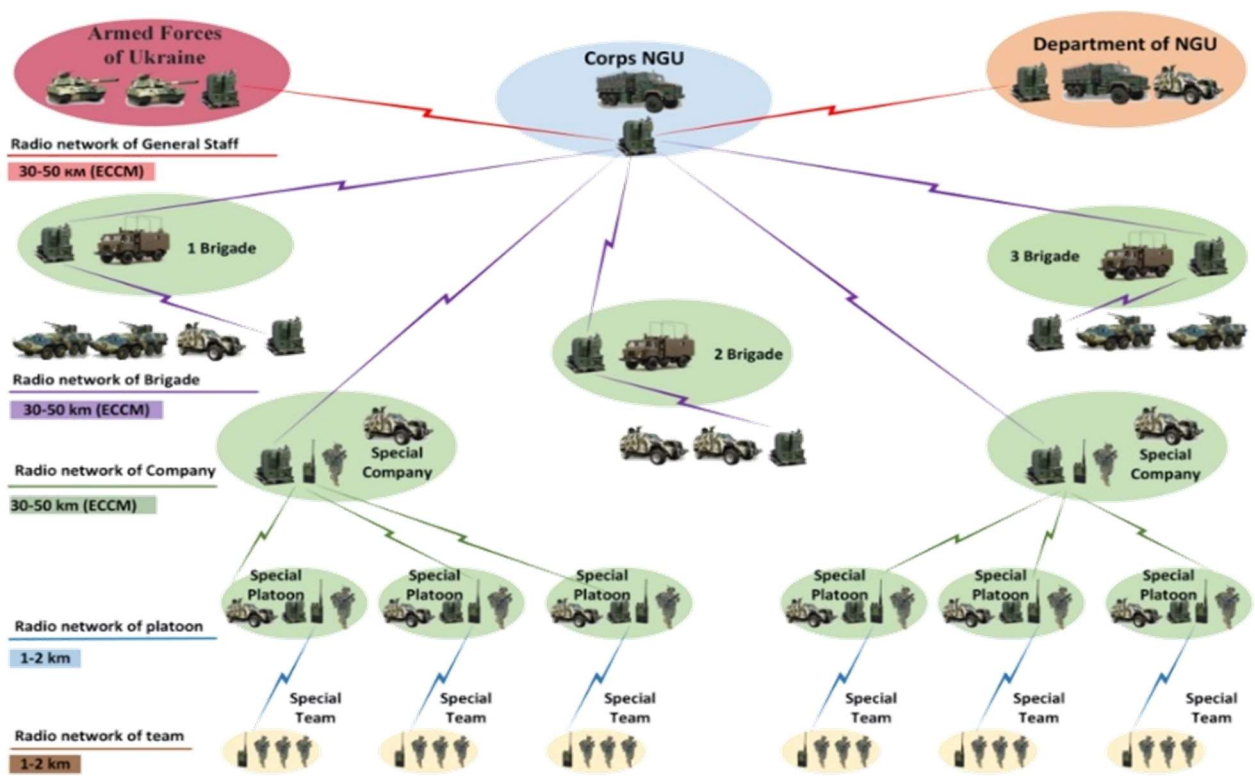 Armed Forces
of Ukraine
Corps NGU
Department of NGU
Radio network of General Staff
30-50 км (ECCM)
1 Brigade
3 Brigade
2 Brigade
Radio network of Brigade
30-50 km (ECCM)
Special
Company
Special
Company
Radio network of Company
30-50 km (ECCM)
Special
Platoon
Special
Platoon
Special
Platoon
Special
Platoon
Special
Platoon
Special
Platoon
Radio network of platoon
1-2 km
Special
Team
Special
Team
Special
Team
Special
Team
Special
Team
Special
Team
Radio network of team
1-2 km